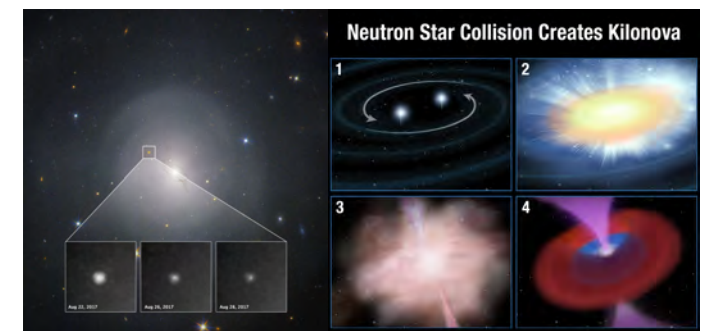 Neutron Star Collision Creates Kilonova
1
2
3
4
Aug 22, 2017
Aug 26, 2017
Aug 28, 2017